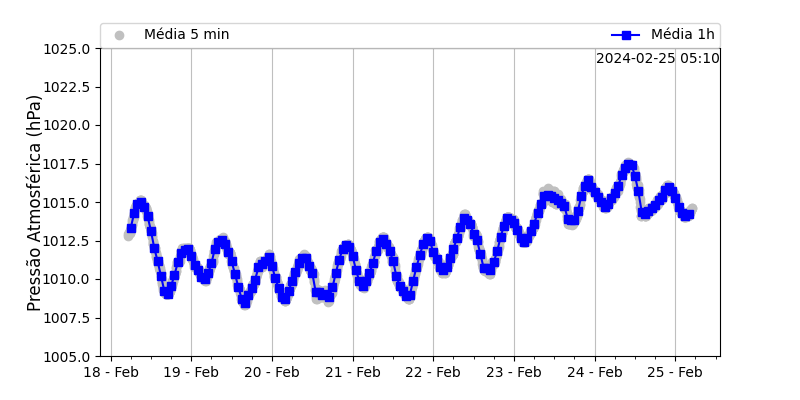 Média 5 min
Média 1h
2024-02-25 05:10
Pressão Atmosférica (hPa)
1025.0
1022.5
1020.0
1017.5
1015.0
1012.5
1010.0
1007.5
1005.0
18 - Feb
19 - Feb
20 - Feb
21 - Feb
22 - Feb
23 - Feb
24 - Feb
25 - Feb